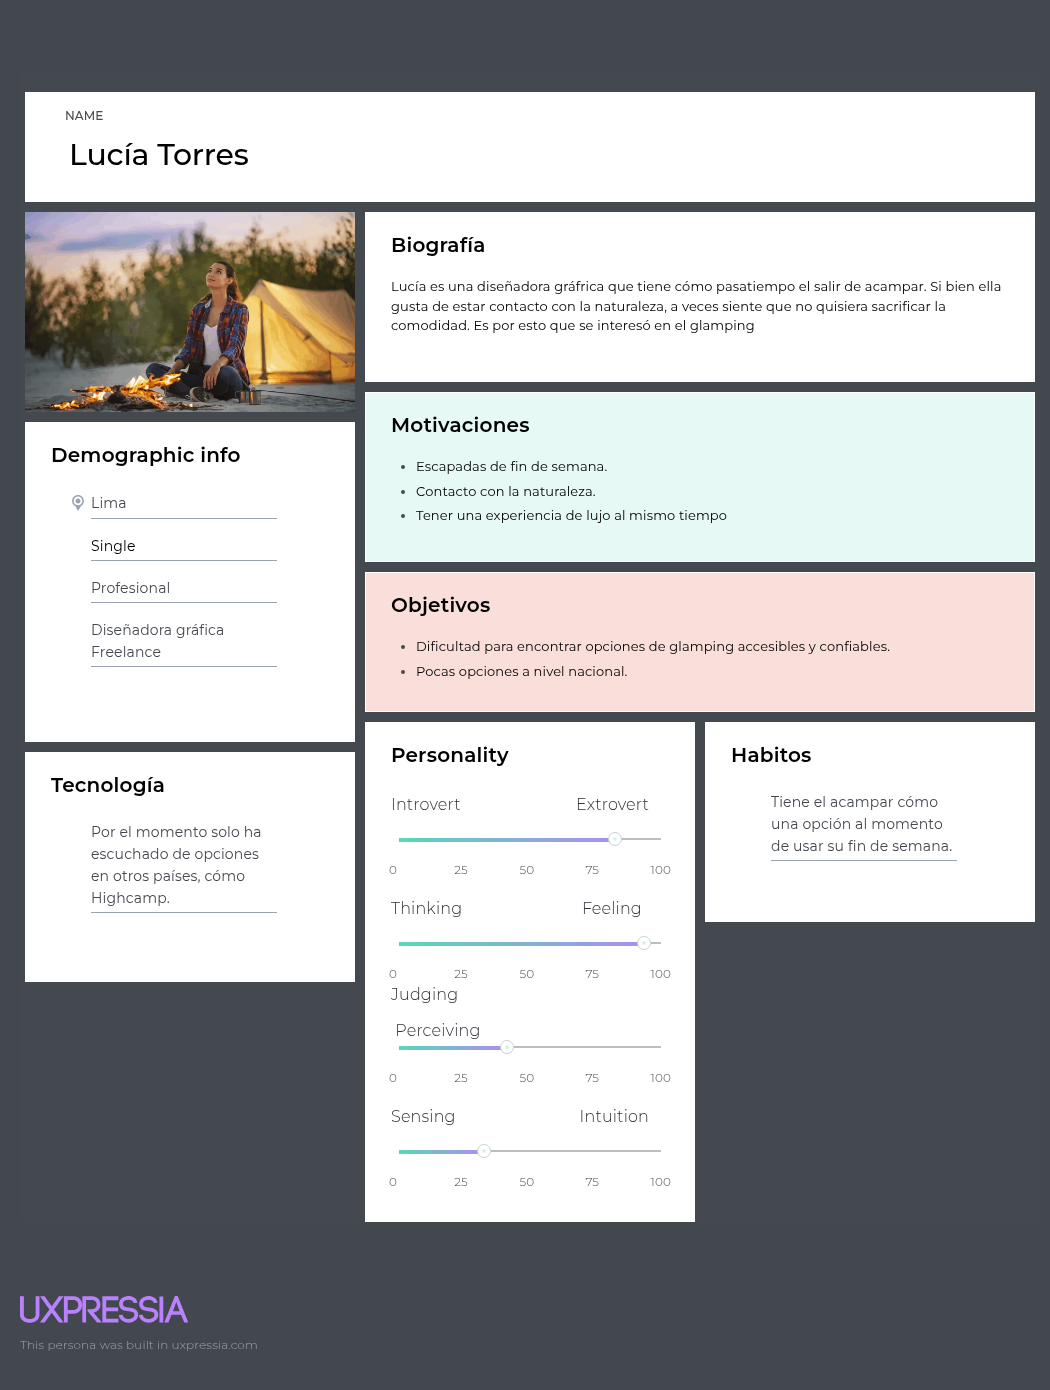 NAME
Lucía Torres
Biografía
Lucía es una diseñadora gráfrica que tiene cómo pasatiempo el salir de acampar. Si bien ella
gusta de estar contacto con la naturaleza, a veces siente que no quisiera sacrificar la
comodidad. Es por esto que se interesó en el glamping
Motivaciones
Escapadas de fin de semana.
Contacto con la naturaleza.
Tener una experiencia de lujo al mismo tiempo
Demographic info
Lima
Single
Profesional
Diseñadora gráfica
Freelance
Objetivos
Dificultad para encontrar opciones de glamping accesibles y confiables.
Pocas opciones a nivel nacional.
Tecnología
Por el momento solo ha
escuchado de opciones
en otros países, cómo
Highcamp.
Personality
Introvert Extrovert
0 25 50 75 100
Thinking Feeling
0 25 50 75 100
Judging
Perceiving
0 25 50 75 100
Sensing Intuition
0 25 50 75 100
Habitos
Tiene el acampar cómo
una opción al momento
de usar su fin de semana.
UXPRESSIA
This persona was built in uxpressia.com